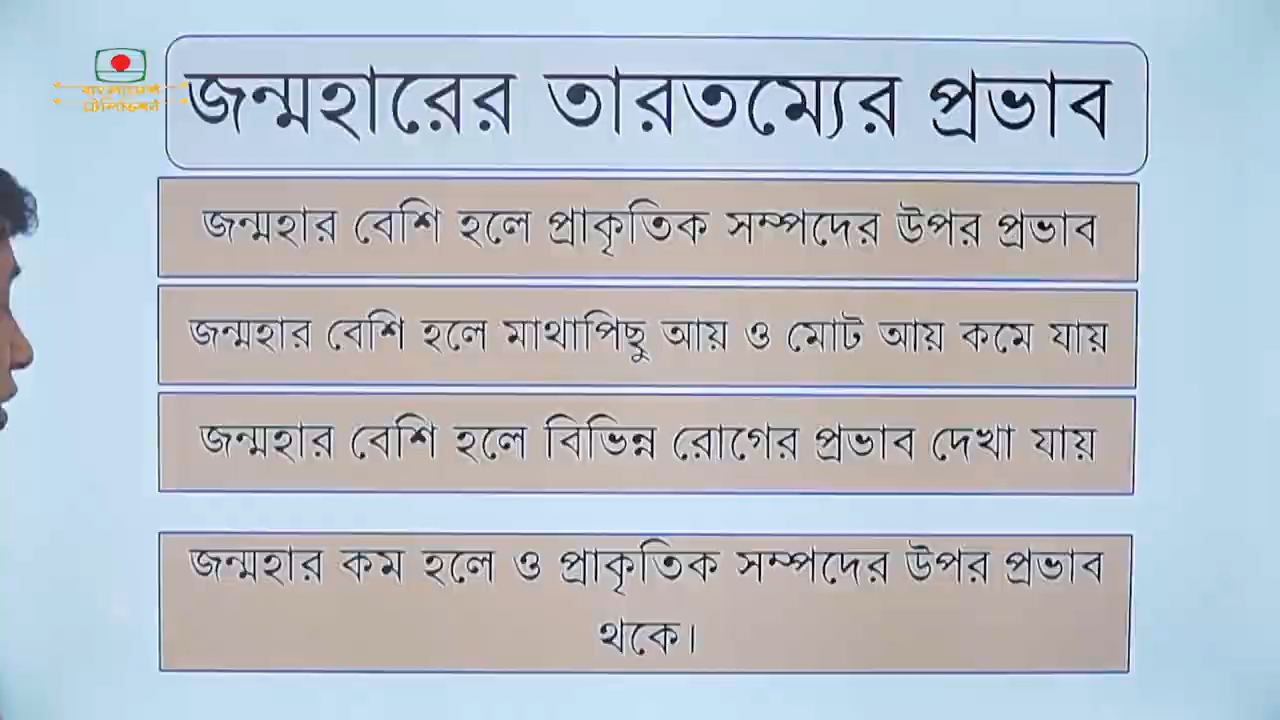 বাংলাদেশ
টেলিভিশন
জন্মহারের তারতম্যের প্রভাব
জন্মহার বেশি হলে প্রাকৃতিক সম্পদের উপর প্রভাব
জন্মহার বেশি হলে মাথাপিছু আয় ও মোট আয় কমে যায়
জন্মহার বেশি হলে বিভিন্ন রোগের প্রভাব দেখা যায়
জন্মহার কম হলে ও প্রাকৃতিক সম্পদের উপর প্রভাব
থকে।